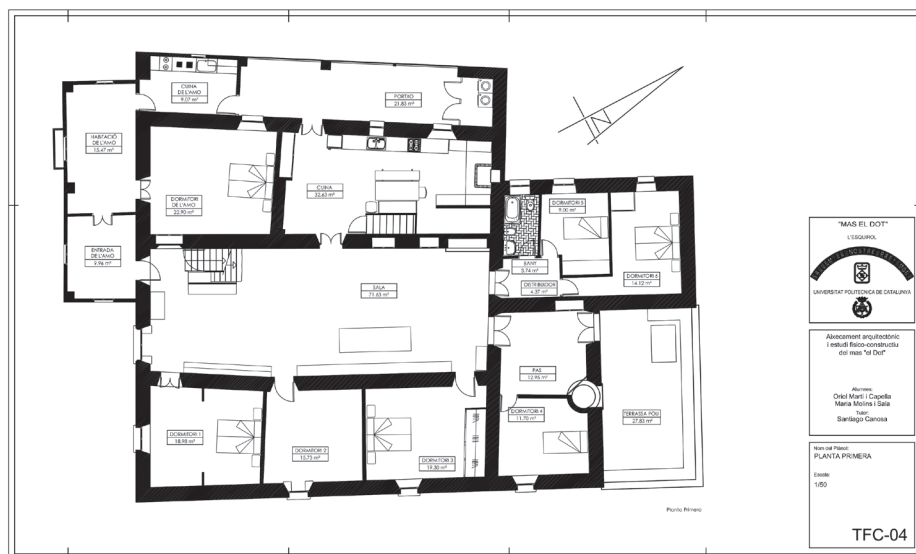 CUINA
DE L'AMO
9.07 m²
PORTXO
21.83 m²
HABITACIÓ
DE L'AMO
15.47 m²
DORMITORI
DE L'AMO
22.90 m²
CUINA
32.63 m²
ENTRADA
DE L'AMO
9.96 m²
SALA
71.63 m²
DORMITORI 5
9.00 m²
BANY
3.74 m²
DISTRIBUÏDOR
4.37 m²
DORMITORI 6
14.12 m²
PAS
12.95 m²
DORMITORI 1
18.98 m²
DORMITORI 2
15.73 m²
DORMITORI 3
19.30 m²
DORMITORI 4
11.70 m²
TERRASSA POU
27.83 m²
N
Planta Primera
"MAS EL DOT"
L'ESQUIROL
UNIVERSITAT POLITÈCNICA DE CATALUNYA
Aixecament arquitectònic
i estudi físico-constructiu
del mas "el Dot"
Alumnes:
Oriol Martí i Capella
Maria Molins i Sala
Tutor:
Santiago Canosa
Nom del Plànol:
PLANTA PRIMERA
Escala:
1/50
TFC-04